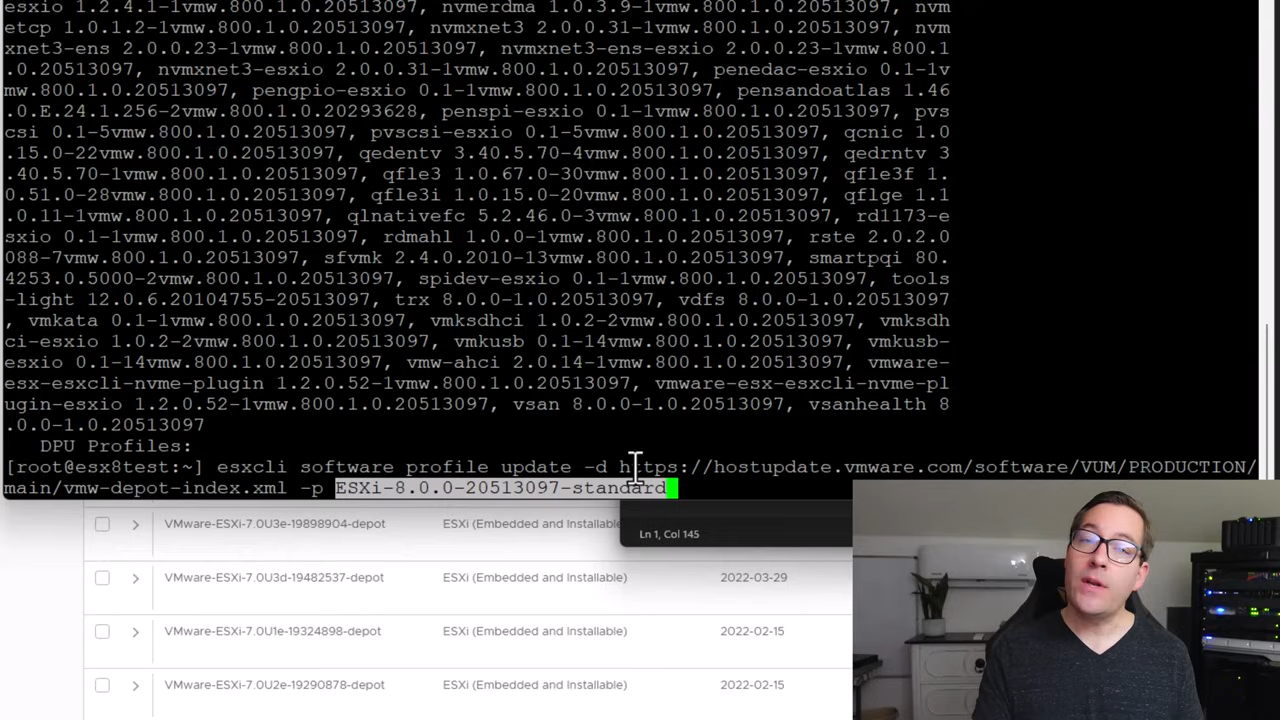 esxio 1.2.4.1-1vmw.800.1.0.20513097, nvmerdma 1.0.3.9-1vmw.800.1.0.20513097, nvm
etcp 1.0.1.2-1vmw.800.1.0.20513097, nvmxnet3 2.0.0.31-1vmw.800.1.0.20513097, nvm
xnet3-ens 2.0.0.23-1vmw.800.1.0.20513097, nvmxnet3-ens-esxio 2.0.0.23-1vmw.800.1
.0.20513097, nvmxnet3-esxio 2.0.0.31-1vmw.800.1.0.20513097, penedac-esxio 0.1-1v
mw.800.1.0.20513097, pengpio-esxio 0.1-1vmw.800.1.0.20513097, pensandoatlas 1.46
.0.E.24.1.256-2vmw.800.1.0.20293628, penspi-esxio 0.1-1vmw.800.1.0.20513097, pvs
csi 0.1-5vmw.800.1.0.20513097, pvscsi-esxio 0.1-5vmw.800.1.0.20513097, qcnic 1.0
.15.0-22vmw.800.1.0.20513097, qedentv 3.40.5.70-4vmw.800.1.0.20513097, qedrntv 3
.40.5.70-1vmw.800.1.0.20513097, qfle3 1.0.67.0-30vmw.800.1.0.20513097, qfle3f 1.
0.51.0-28vmw.800.1.0.20513097, qfle3i 1.0.15.0-20vmw.800.1.0.20513097, qflge 1.1
.0.11-1vmw.800.1.0.20513097, qlnativefc 5.2.46.0-3vmw.800.1.0.20513097, rd1173-e
sxio 0.1-1vmw.800.1.0.20513097, rdmahl 1.0.0-1vmw.800.1.0.20513097, rste 2.0.2.0
088-7vmw.800.1.0.20513097, sfvmk 2.4.0.2010-13vmw.800.1.0.20513097, smartpqi 80.
4253.0.5000-2vmw.800.1.0.20513097, spidev-esxio 0.1-1vmw.800.1.0.20513097, tools
-light 12.0.6.20104755-20513097, trx 8.0.0-1.0.20513097, vdfs 8.0.0-1.0.20513097
, vmkata 0.1-1vmw.800.1.0.20513097, vmksdhci 1.0.2-2vmw.800.1.0.20513097, vmksdh
ci-esxio 1.0.2-2vmw.800.1.0.20513097, vmkusb 0.1-14vmw.800.1.0.20513097, vmkusb-
esxio 0.1-14vmw.800.1.0.20513097, vmw-ahci 2.0.14-1vmw.800.1.0.20513097, vmware-
esx-esxcli-nvme-plugin 1.2.0.52-1vmw.800.1.0.20513097, vmware-esx-esxcli-nvme-pl
ugin-esxio 1.2.0.52-1vmw.800.1.0.20513097, vsan 8.0.0-1.0.20513097, vsanhealth 8
.0.0-1.0.20513097
DPU Profiles:
[root@esx8test:~] esxcli software profile update -d https://hostupdate.vmware.com/software/VUM/PRODUCTION/
main/vmw-depot-index.xml -p ESXi-8.0.0-20513097-standard
VMware-ESXi-7.0U3e-19898904-depot ESXi (Embedded and Installable)
Ln 1, Col 145
VMware-ESXi-7.0U3d-19482537-depot ESXi (Embedded and Installable) 2022-03-29
VMware-ESXi-7.0U1e-19324898-depot ESXi (Embedded and Installable) 2022-02-15
VMware-ESXi-7.0U2e-19290878-depot ESXi (Embedded and Installable) 2022-02-15